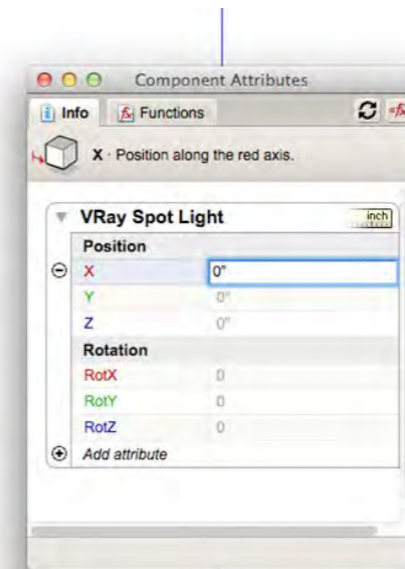 Component Attributes
Info
Functions
X · Position along the red axis.
VRay Spot Light
inch
Position
X 0"
Y 0"
Z 0"
Rotation
RotX 0
RotY 0
RotZ 0
Add attribute